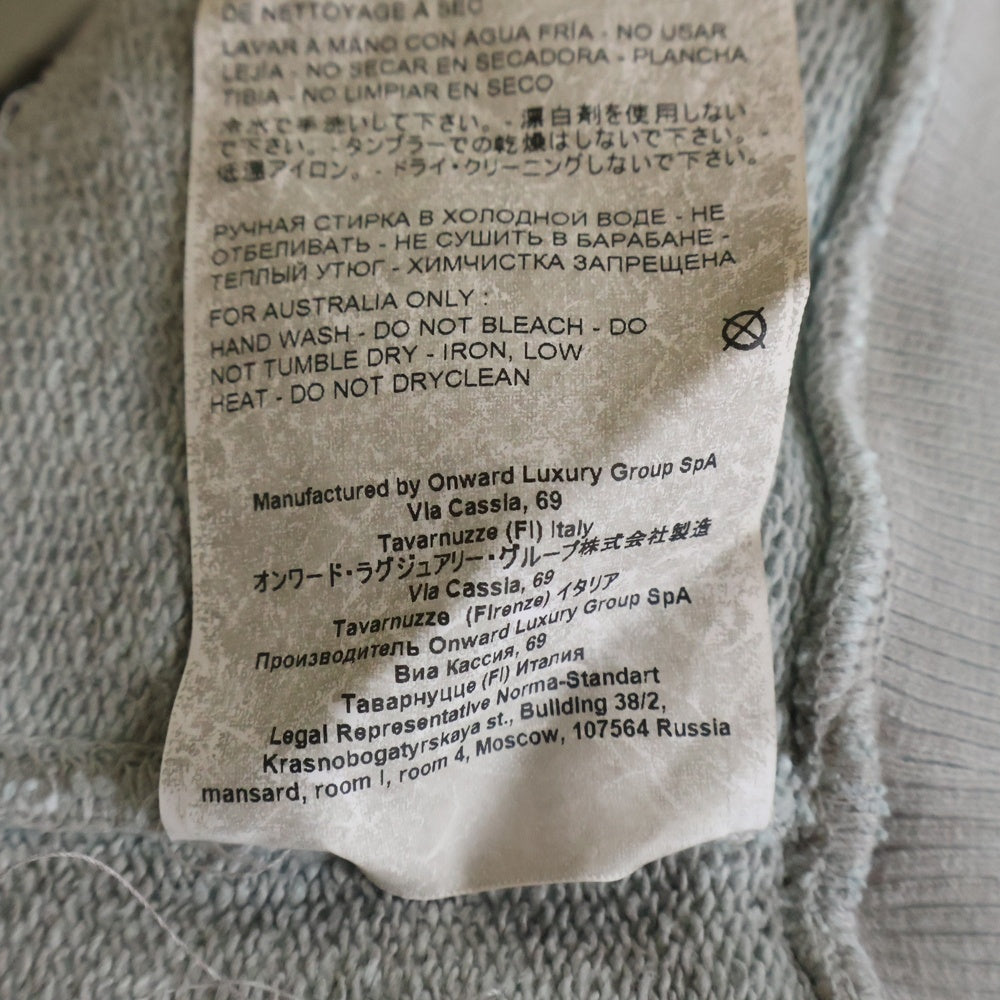 DE NETTOYAGE A SEC
LAVAR A MANO CON AGUA FRÍA - NO USAR
LEJÍA - NO SECAR EN SECADORA - PLANCHA
TIBIA - NO LIMPIAR EN SECO
冷水で手洗いして下さい。- 漂白剤を使用しない
で下さい。- タンブラーでの乾燥はしないで下さい。-
低温アイロン。- ドライ・クリーニングしないで下さい。
РУЧНАЯ СТИРКА В ХОЛОДНОЙ ВОДЕ - НЕ
ОТБЕЛИВАТЬ - НЕ СУШИТЬ В БАРАБАНЕ -
ТЕПЛЫЙ УТЮГ - ХИМЧИСТКА ЗАПРЕЩЕНА
FOR AUSTRALIA ONLY :
HAND WASH - DO NOT BLEACH - DO
NOT TUMBLE DRY - IRON, LOW
HEAT - DO NOT DRYCLEAN
Manufactured by Onward Luxury Group SpA
Via Cassia, 69
Tavarnuzze (FI) Italy
オンワード・ラグジュアリー・グループ株式会社製造
Via Cassia, 69
Tavarnuzze (Firenze) イタリア
Производитель Onward Luxury Group SpA
Виа Кассия, 69
Таварнуцце (FI) Италия
Legal Representative Norma-Standart
Krasnobogatyrskaya st., Building 38/2,
mansard, room I, room 4, Moscow, 107564 Russia